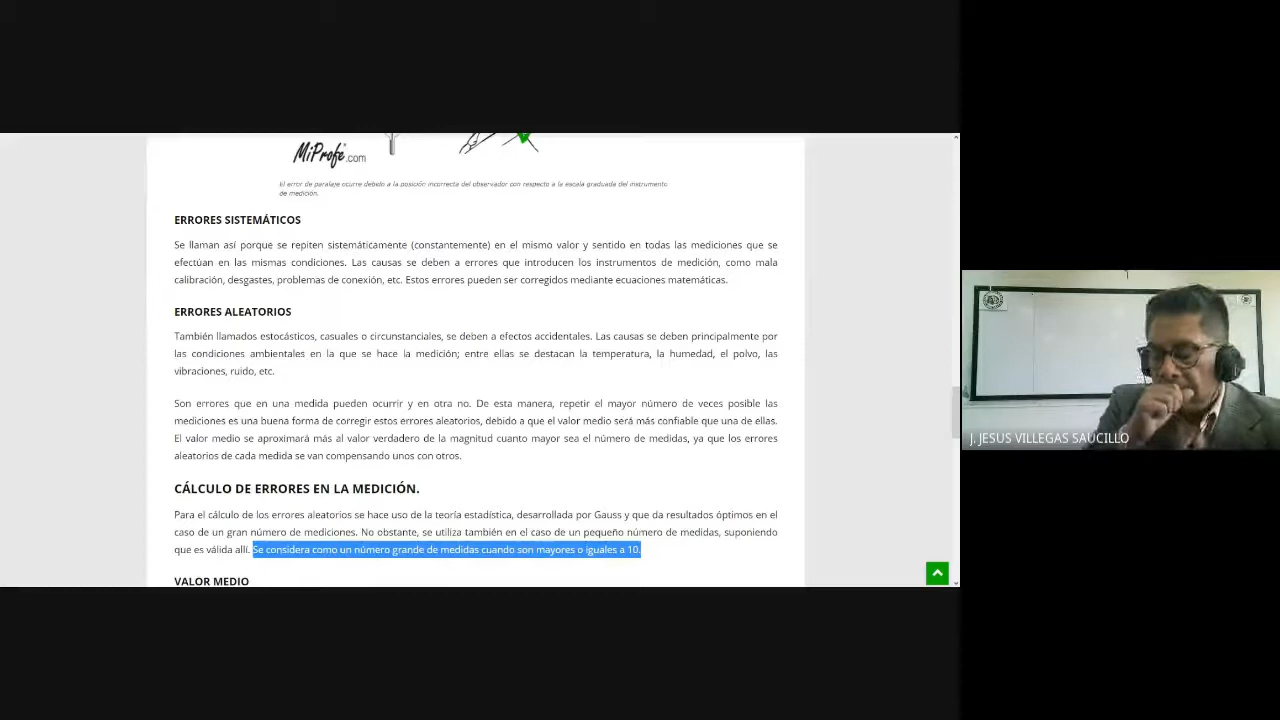 MiProfe.com
El error de paralaje ocurre debido a la posición incorrecta del observador con respecto a la escala graduada del instrumento
de medición.
ERRORES SISTEMÁTICOS
Se llaman así porque se repiten sistemáticamente (constantemente) en el mismo valor y sentido en todas las mediciones que se
efectúan en las mismas condiciones. Las causas se deben a errores que introducen los instrumentos de medición, como mala
calibración, desgastes, problemas de conexión, etc. Estos errores pueden ser corregidos mediante ecuaciones matemáticas.
ERRORES ALEATORIOS
También llamados estocásticos, casuales o circunstanciales, se deben a efectos accidentales. Las causas se deben principalmente por
las condiciones ambientales en la que se hace la medición; entre ellas se destacan la temperatura, la humedad, el polvo, las
vibraciones, ruido, etc.
Son errores que en una medida pueden ocurrir y en otra no. De esta manera, repetir el mayor número de veces posible las
mediciones es una buena forma de corregir estos errores aleatorios, debido a que el valor medio será más confiable que una de ellas.
El valor medio se aproximará más al valor verdadero de la magnitud cuanto mayor sea el número de medidas, ya que los errores
aleatorios de cada medida se van compensando unos con otros.
CÁLCULO DE ERRORES EN LA MEDICIÓN.
Para el cálculo de los errores aleatorios se hace uso de la teoría estadística, desarrollada por Gauss y que da resultados óptimos en el
caso de un gran número de mediciones. No obstante, se utiliza también en el caso de un pequeño número de medidas, suponiendo
que es válida allí. Se considera como un número grande de medidas cuando son mayores o iguales a 10.
VALOR MEDIO
J. JESUS VILLEGAS SAUCILLO